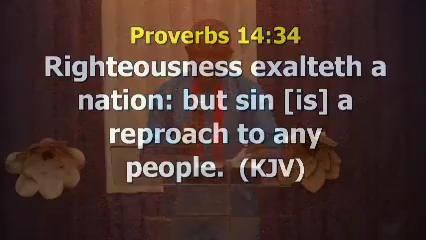 Proverbs 14:34
Righteousness exalteth a
nation: but sin [is] a
reproach to any
people. (KJV)